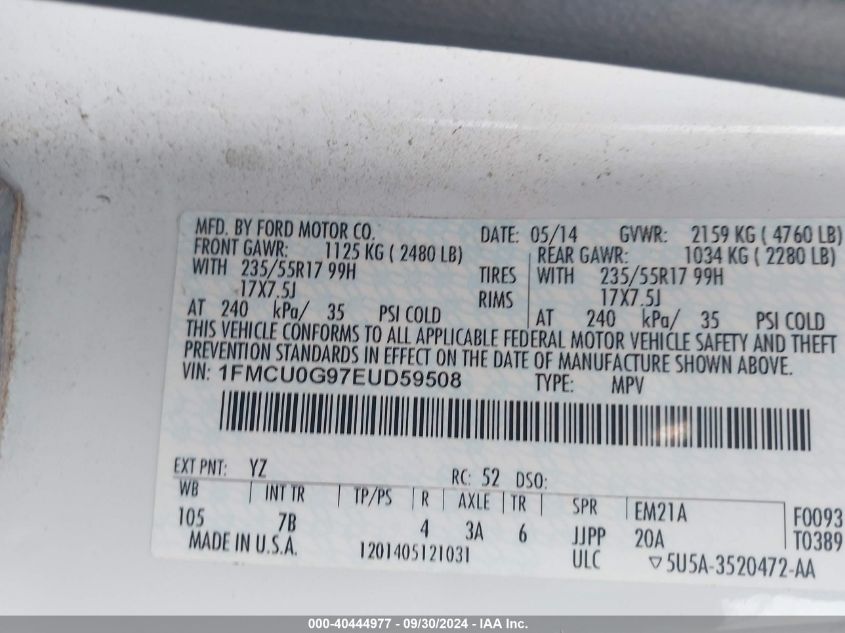 MFD. BY FORD MOTOR CO. DATE: 05/14 GVWR: 2159 KG ( 4760 LB)
FRONT GAWR: 1125 KG ( 2480 LB) REAR GAWR: 1034 KG ( 2280 LB)
WITH 235/55R17 99H TIRES WITH 235/55R17 99H
17X7.5J RIMS 17X7.5J
AT 240 kPa/ 35 PSI COLD AT 240 kPa/ 35 PSI COLD
THIS VEHICLE CONFORMS TO ALL APPLICABLE FEDERAL MOTOR VEHICLE SAFETY AND THEFT
PREVENTION STANDARDS IN EFFECT ON THE DATE OF MANUFACTURE SHOWN ABOVE.
VIN: 1FMCU0G97EUD59508 TYPE: MPV
EXT PNT: YZ RC: 52 DSO:
WB INT TR TP/PS R AXLE TR SPR EM21A F0093
105 7B 4 3A 6 JJPP 20A T0389
MADE IN U.S.A. 1201405121031 ULC ▽5U5A-3520472-AA
000-40444977 - 09/30/2024 - IAA Inc.